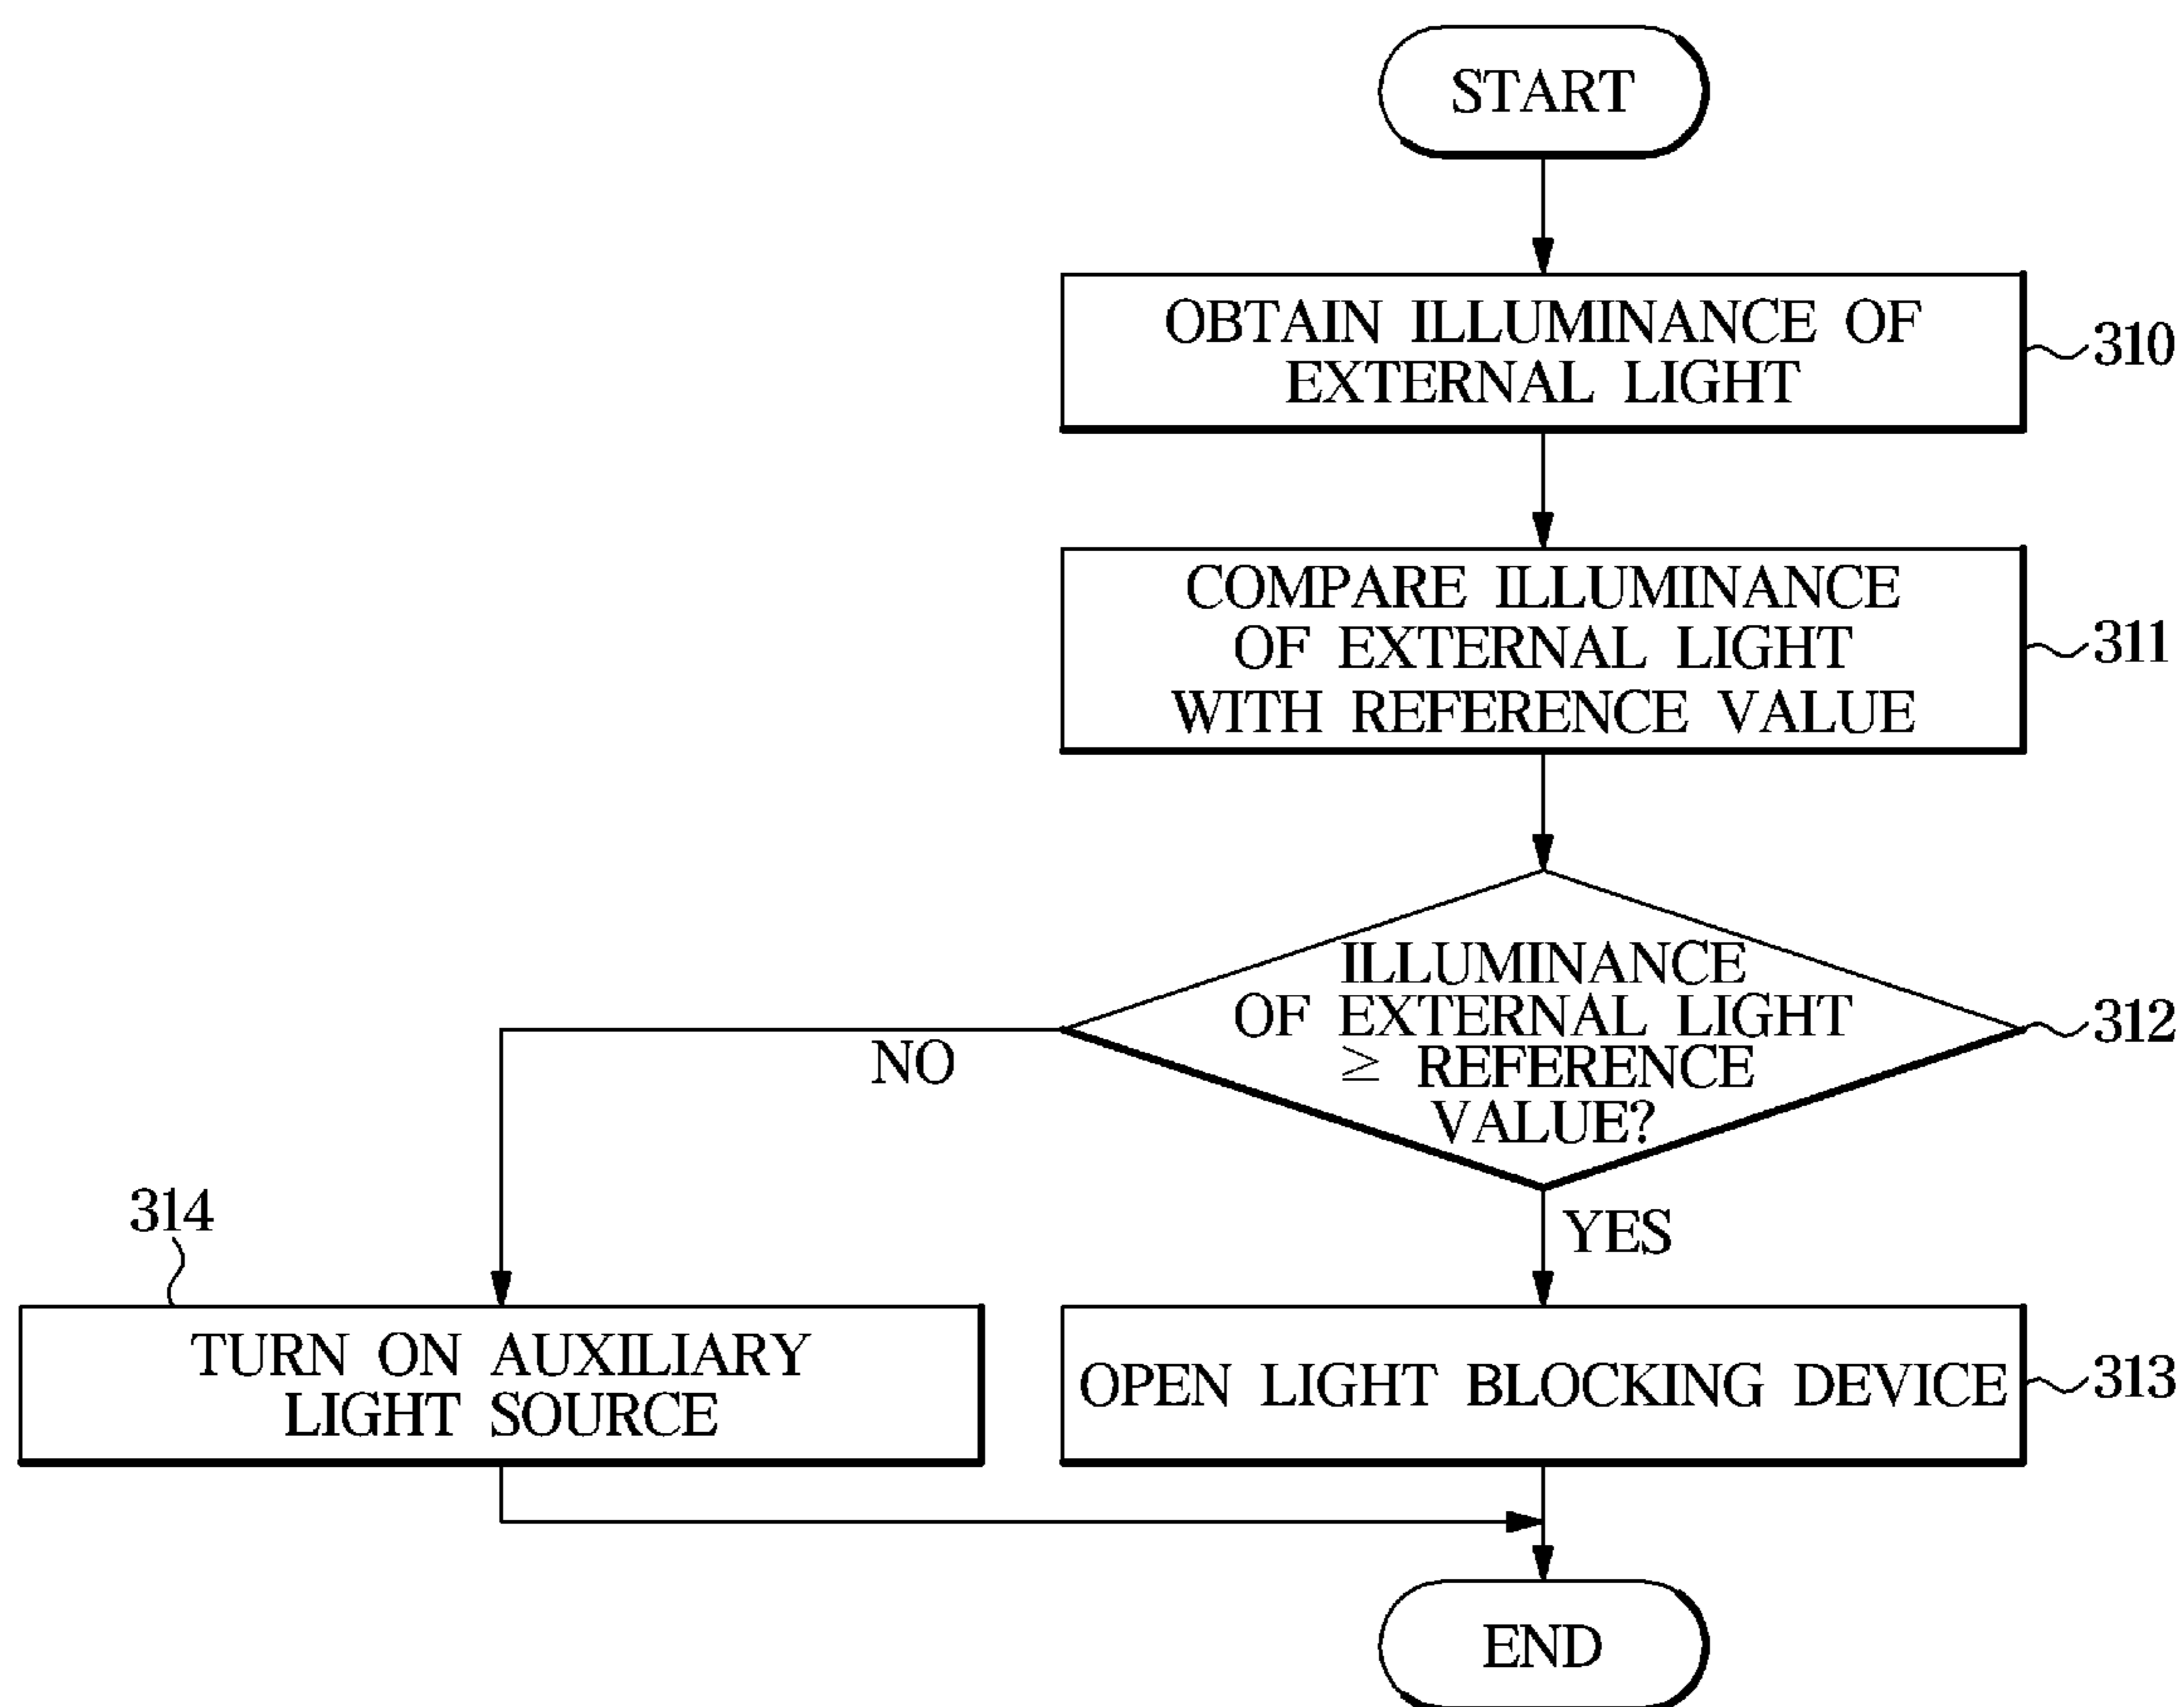 START
OBTAIN ILLUMINANCE OF
EXTERNAL LIGHT
310
COMPARE ILLUMINANCE
OF EXTERNAL LIGHT
WITH REFERENCE VALUE
311
ILLUMINANCE
OF EXTERNAL LIGHT
≥ REFERENCE
VALUE?
312
NO
YES
314
TURN ON AUXILIARY
LIGHT SOURCE
OPEN LIGHT BLOCKING DEVICE
313
END